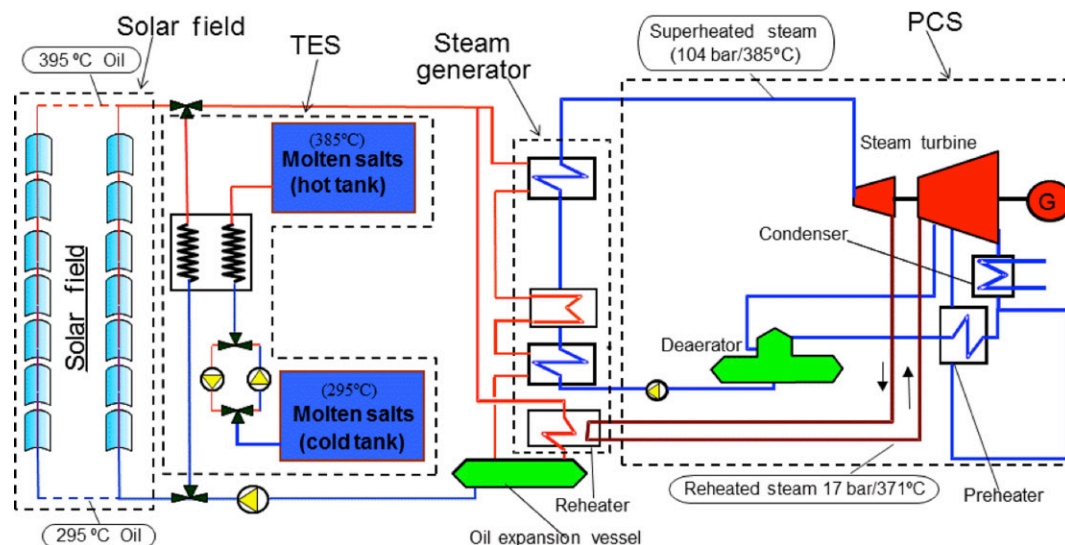 Solar field
TES
Steam
generator
Superheated steam
(104 bar/385ºC)
PCS
395 ºC Oil
(385ºC)
Molten salts
(hot tank)
Steam turbine
G
Condenser
Solar field
Deaerator
(295ºC)
Molten salts
(cold tank)
Reheated steam 17 bar/371ºC
Preheater
Reheater
295 ºC Oil
Oil expansion vessel